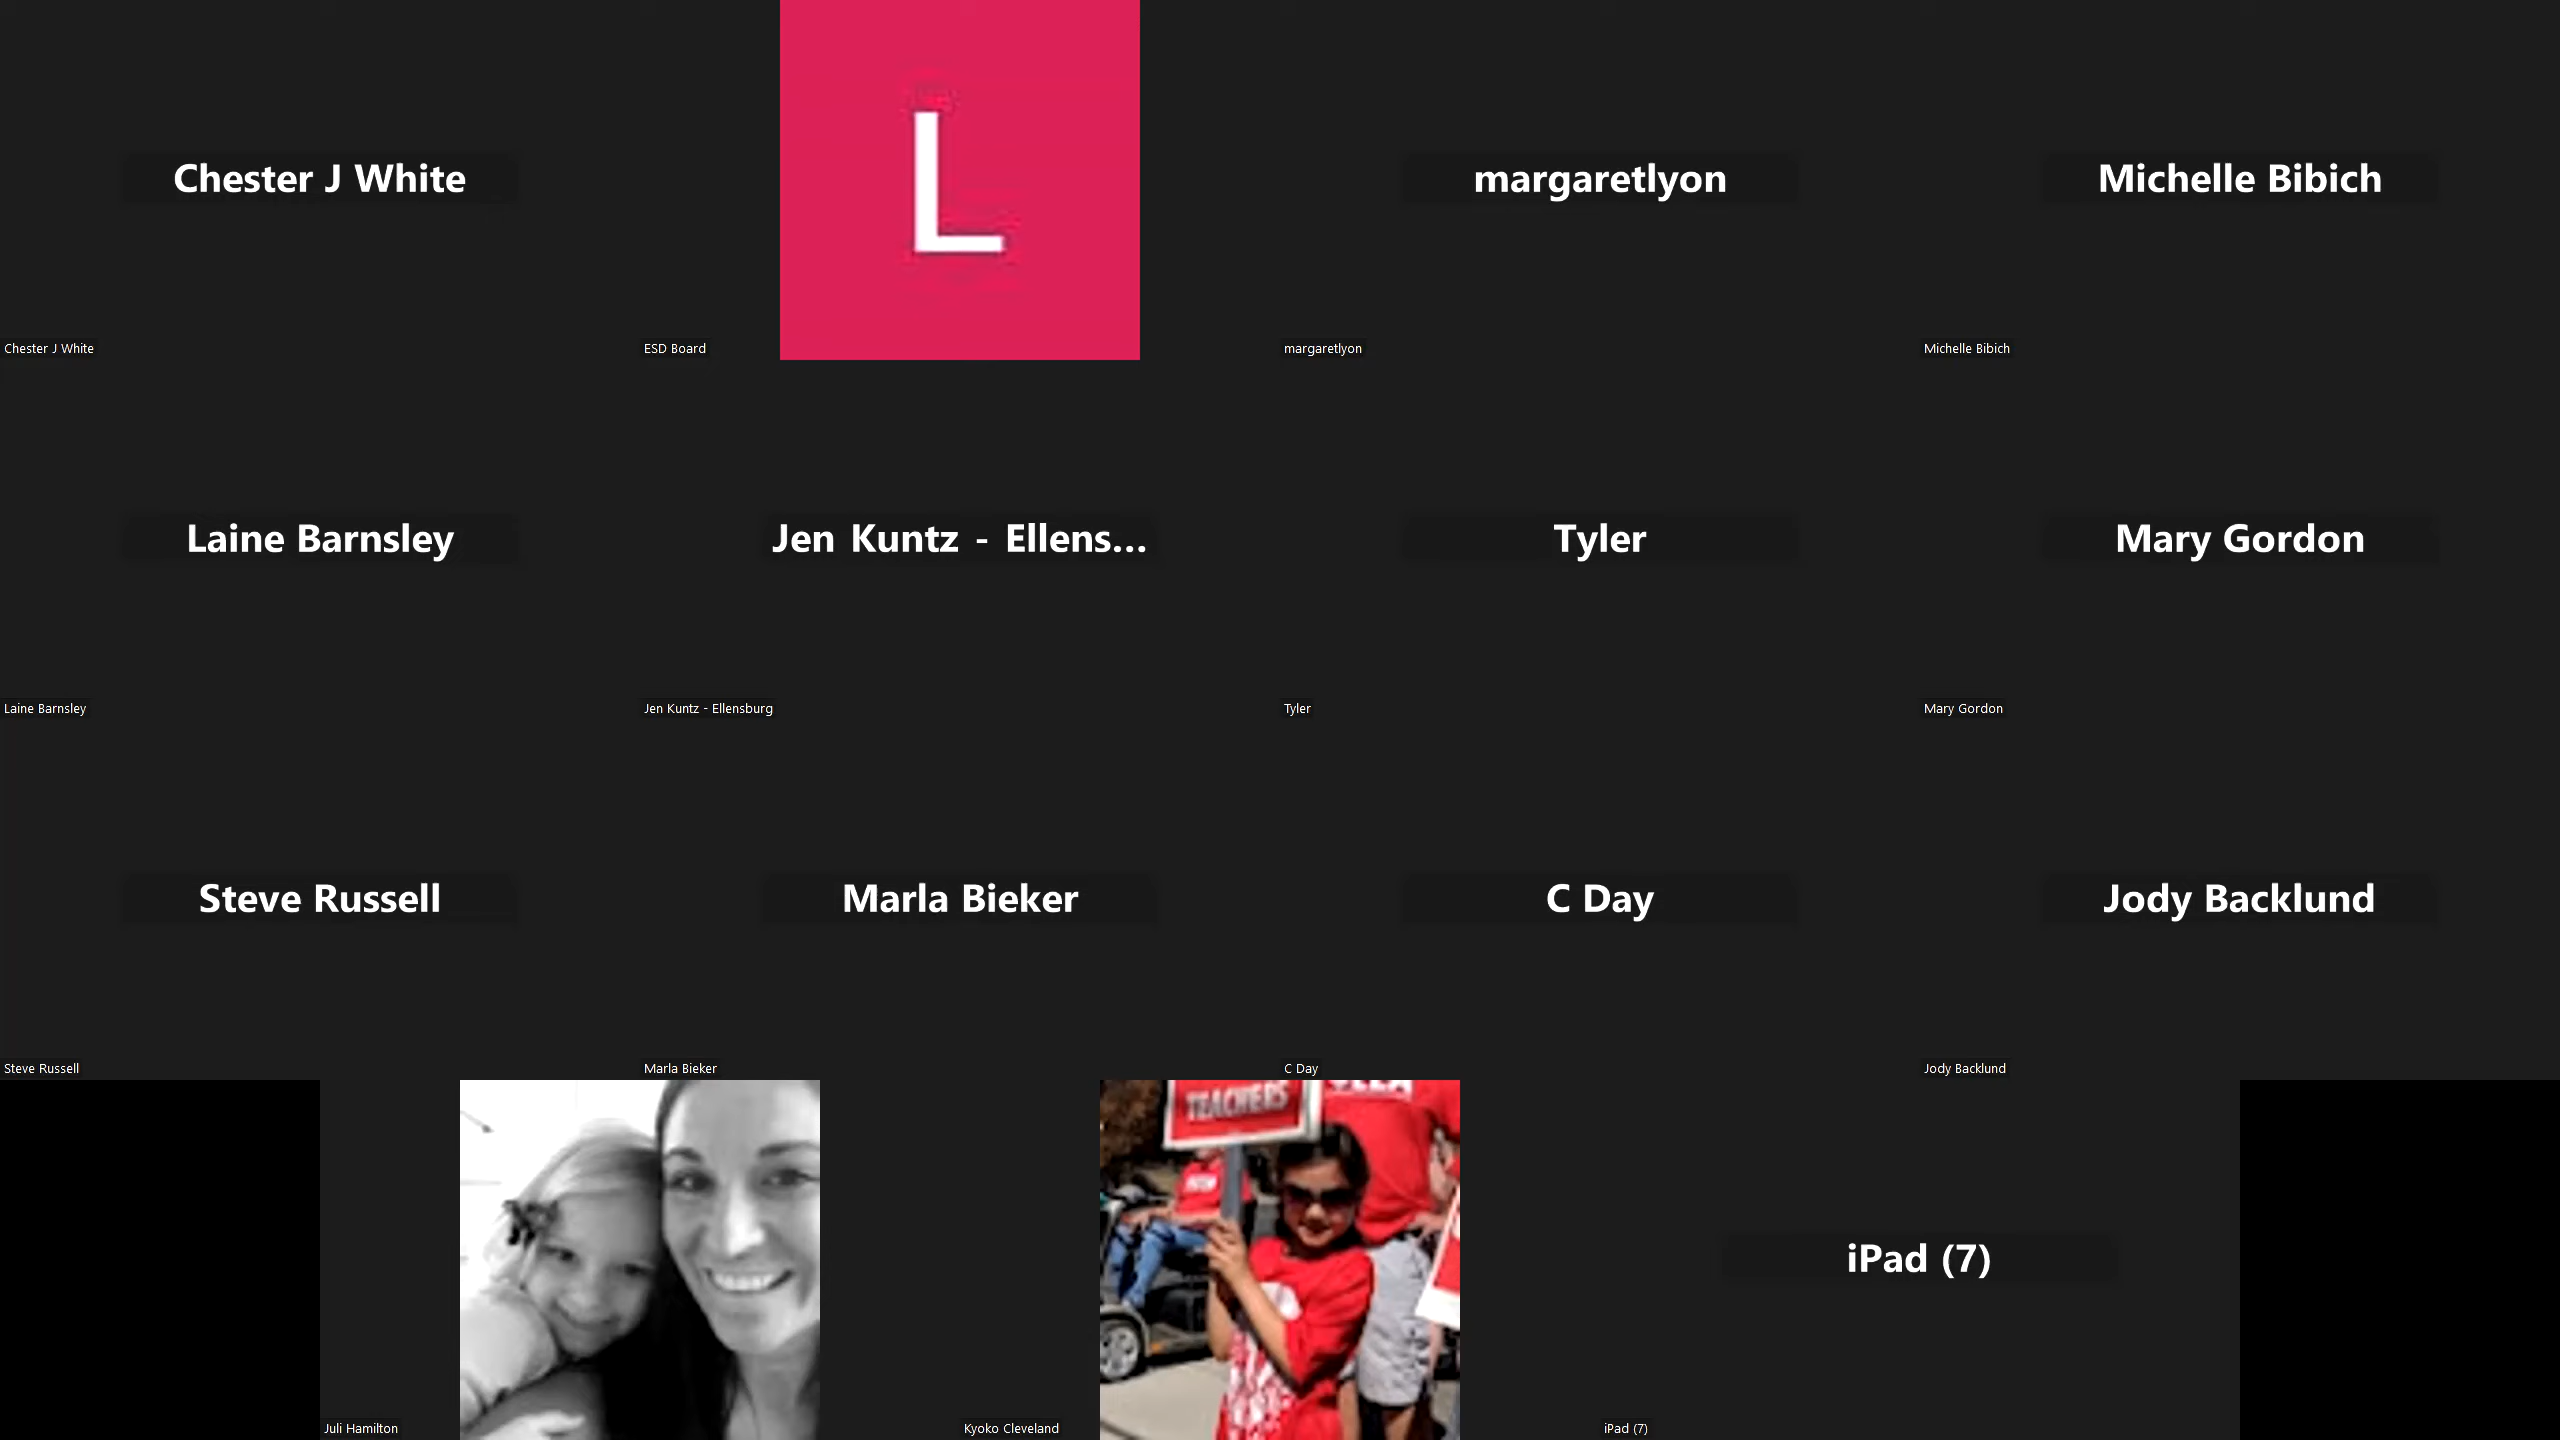 Chester J White
L
margaretlyon
Michelle Bibich
Chester J White
ESD Board
margaretlyon
Michelle Bibich
Laine Barnsley
Jen Kuntz - Ellens...
Tyler
Mary Gordon
Laine Barnsley
Jen Kuntz - Ellensburg
Tyler
Mary Gordon
Steve Russell
Marla Bieker
C Day
Jody Backlund
Steve Russell
Marla Bieker
C Day
Jody Backlund
TEACHERS
iPad (7)
Juli Hamilton
Kyoko Cleveland
iPad (7)